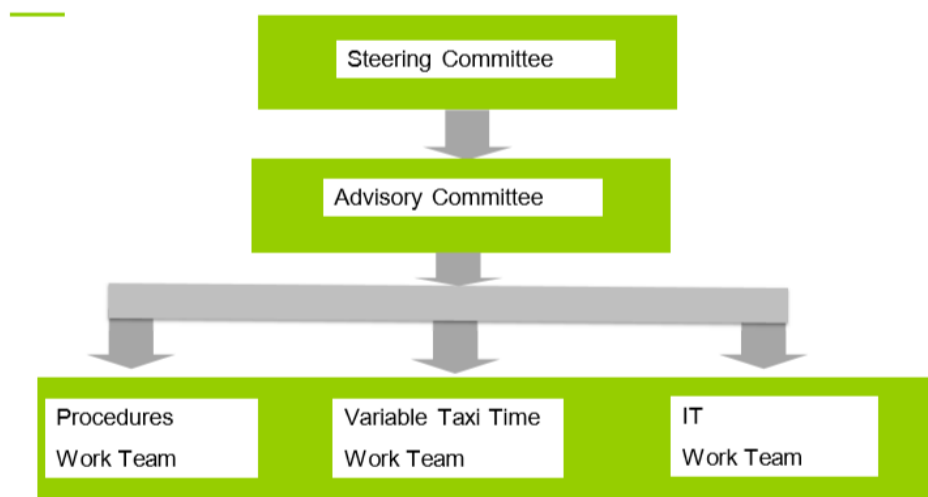 Steering Committee
Advisory Committee
Procedures
Work Team
Variable Taxi Time
Work Team
IT
Work Team